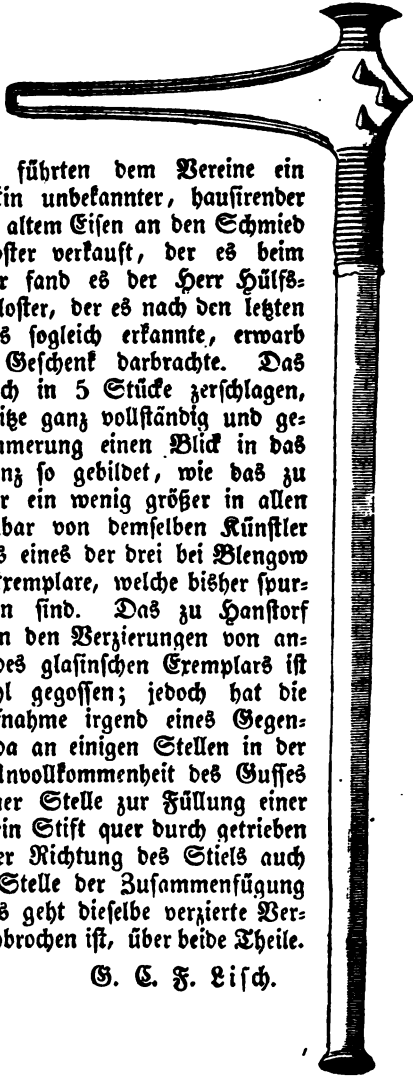 führten dem Vereine ein
kin unbekannter, hausirender
altem Eisen an den Schmied
oster verkauft, der es beim
r fand es der Herr Hülfs=
loster, der es nach den letzten
s sogleich erkannte, erwarb
Geschenk darbrachte. Das
ch in 5 Stücke zerschlagen,
itze ganz vollständig und ge=
mmerung einen Blick in das
nz so gebildet, wie das zu
r ein wenig größer in allen
bar von demselben Künstler
s eines der drei bei Blengow
xemplare, welche bisher spur=
n sind. Das zu Hanstorf
n den Verzierungen von an=
des glasinschen Exemplars ist
hl gegossen; jedoch hat die
fnahme irgend eines Gegen=
da an einigen Stellen in der
Unvollkommenheit des Gusses
ner Stelle zur Füllung einer
ein Stift quer durch getrieben
er Richtung des Stiels auch
Stelle der Zusammenfügung
s geht dieselbe verzierte Ver=
brochen ist, über beide Theile.
G. C. F. Lisch.